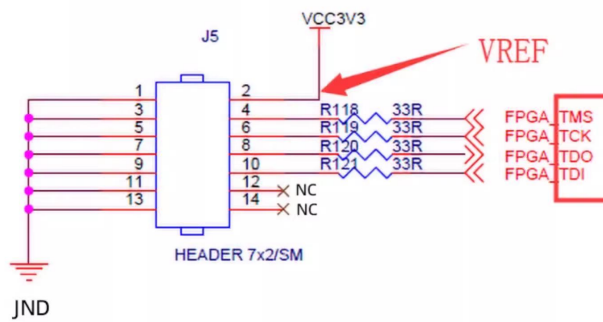 VCC3V3
J5
VREF
1 2
3 4 R118 33R FPGA_TMS
5 6 R119 33R FPGA_TCK
7 8 R120 33R FPGA_TDO
9 10 R121 33R FPGA_TDI
11 12 NC
13 14 NC
HEADER 7x2/SM
JND